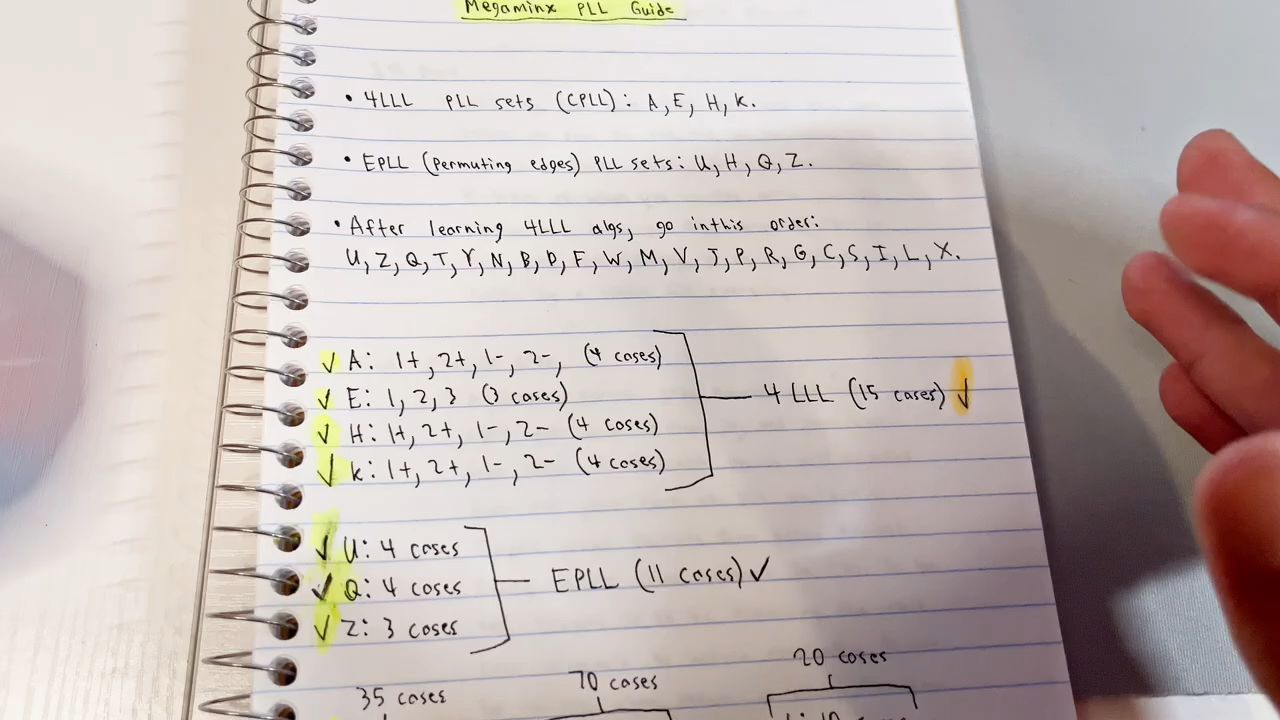 Megaminx PLL Guide
• 4LLL PLL sets (CPLL): A, E, H, K.
• EPLL (Permuting edges) PLL sets: U, H, Q, Z.
• After learning 4LLL algs, go in this order:
U, Z, Q, T, Y, N, B, D, F, W, M, V, J, P, R, G, C, S, I, L, X.
✓ A: 1+, 2+, 1-, 2-, (4 cases)
✓ E: 1, 2, 3 (3 cases)
4LLL (15 cases) ✓
✓ H: 1+, 2+, 1-, 2- (4 cases)
✓ K: 1+, 2+, 1-, 2- (4 cases)
✓ U: 4 cases
✓ Q: 4 cases
EPLL (11 cases) ✓
✓ Z: 3 cases
35 cases
70 cases
20 cases